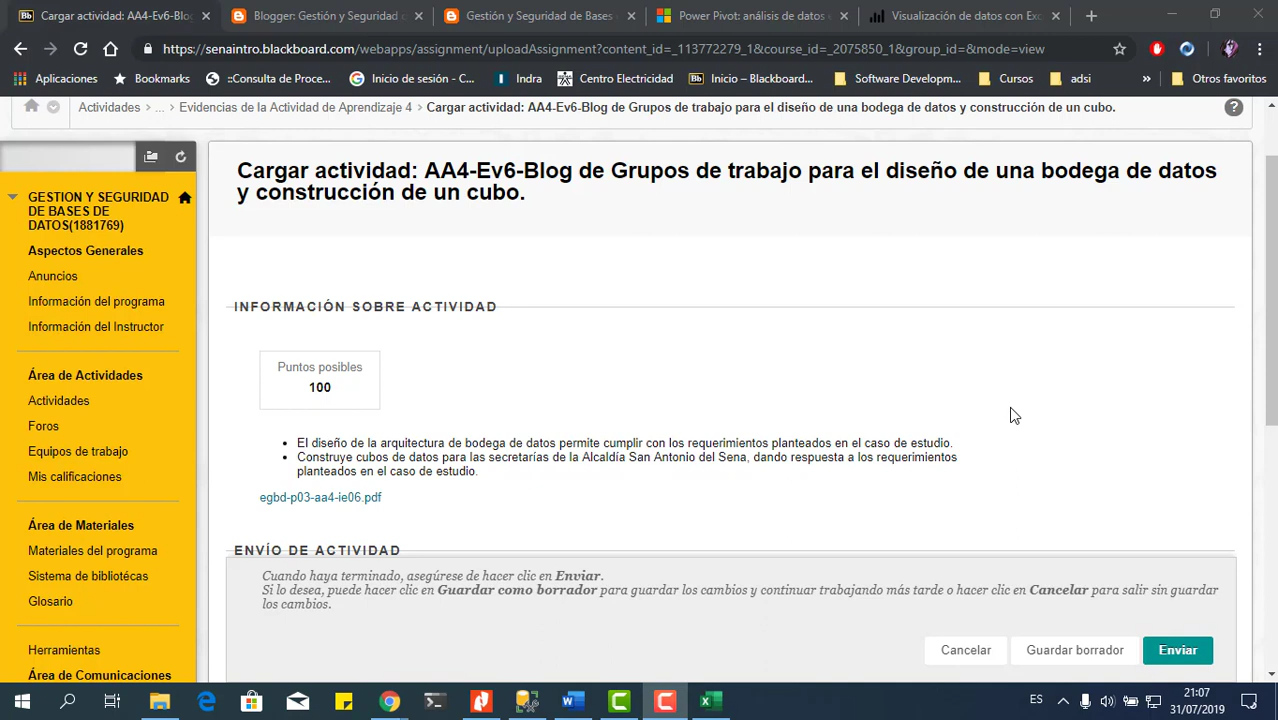 Cargar actividad: AA4-Ev6-Blog
Blogger: Gestión y Seguridad d
Gestión y Seguridad de Bases
Power Pivot: análisis de datos
Visualización de datos con Exc
https://senaintro.blackboard.com/webapps/assignment/uploadAssignment?content_id=_113772279_1&course_id=_2075850_1&group_id=&mode=view
Aplicaciones
Bookmarks
::Consulta de Proce...
Inicio de sesión - C...
Indra
Centro Electricidad
Inicio – Blackboard...
Software Developm...
Cursos
adsi
»
Otros favoritos
Actividades > ... > Evidencias de la Actividad de Aprendizaje 4 > Cargar actividad: AA4-Ev6-Blog de Grupos de trabajo para el diseño de una bodega de datos y construcción de un cubo.
GESTION Y SEGURIDAD
DE BASES DE
DATOS(1881769)
Aspectos Generales
Anuncios
Información del programa
Información del Instructor
Área de Actividades
Actividades
Foros
Equipos de trabajo
Mis calificaciones
Área de Materiales
Materiales del programa
Sistema de bibliotécas
Glosario
Herramientas
Área de Comunicaciones
Cargar actividad: AA4-Ev6-Blog de Grupos de trabajo para el diseño de una bodega de datos
y construcción de un cubo.
INFORMACIÓN SOBRE ACTIVIDAD
Puntos posibles
100
• El diseño de la arquitectura de bodega de datos permite cumplir con los requerimientos planteados en el caso de estudio.
• Construye cubos de datos para las secretarías de la Alcaldía San Antonio del Sena, dando respuesta a los requerimientos
planteados en el caso de estudio.
egbd-p03-aa4-ie06.pdf
ENVÍO DE ACTIVIDAD
Cuando haya terminado, asegúrese de hacer clic en Enviar.
Si lo desea, puede hacer clic en Guardar como borrador para guardar los cambios y continuar trabajando más tarde o hacer clic en Cancelar para salir sin guardar
los cambios.
Cancelar
Guardar borrador
Enviar
ES
21:07
31/07/2019